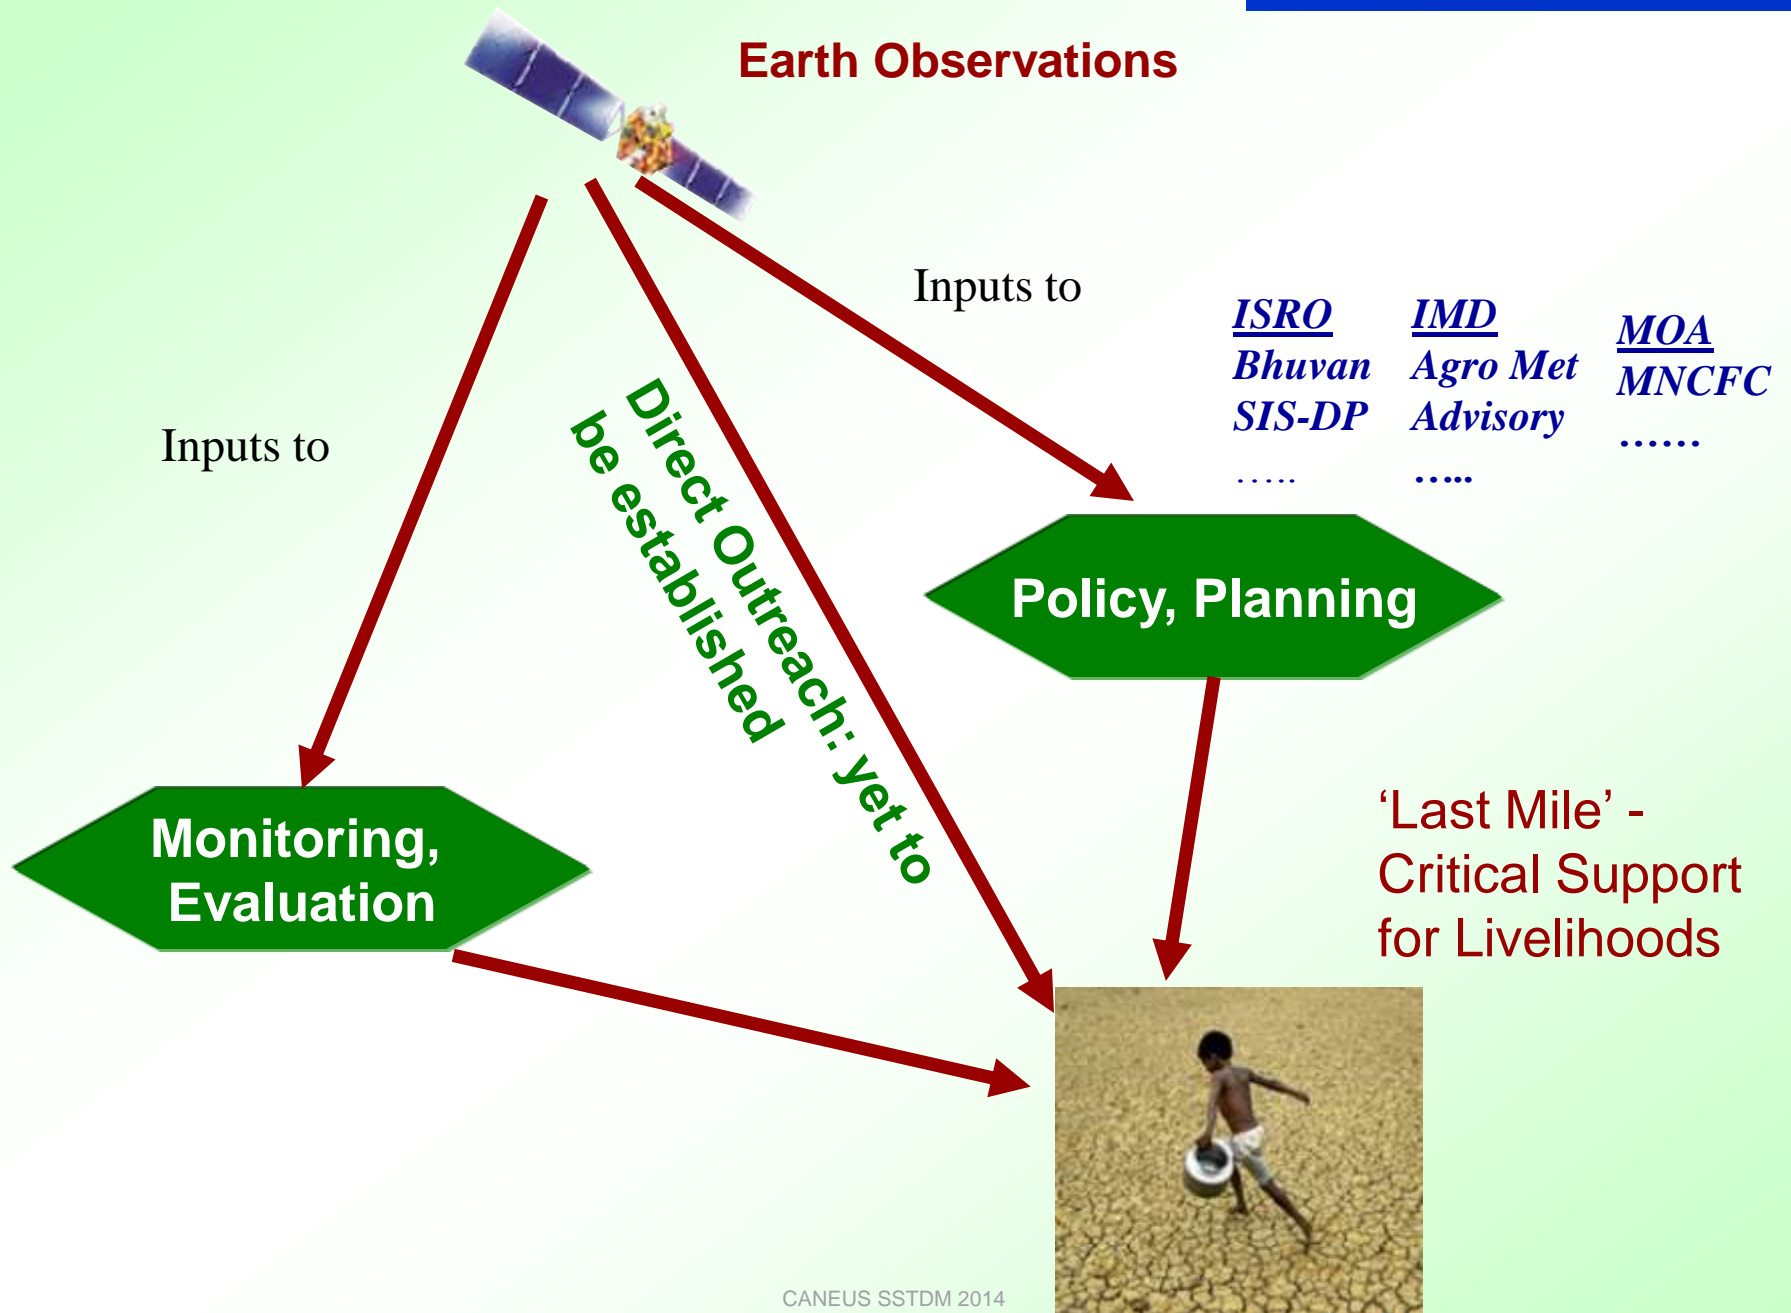 Earth Observations
Inputs to
ISRO
Bhuvan
SIS-DP
.....
IMD
Agro Met
Advisory
.....
MOA
MNCFC
......
Inputs to
Direct Outreach: yet to
be established
Policy, Planning
Monitoring,
Evaluation
‘Last Mile’ -
Critical Support
for Livelihoods
CANEUS SSTDM 2014